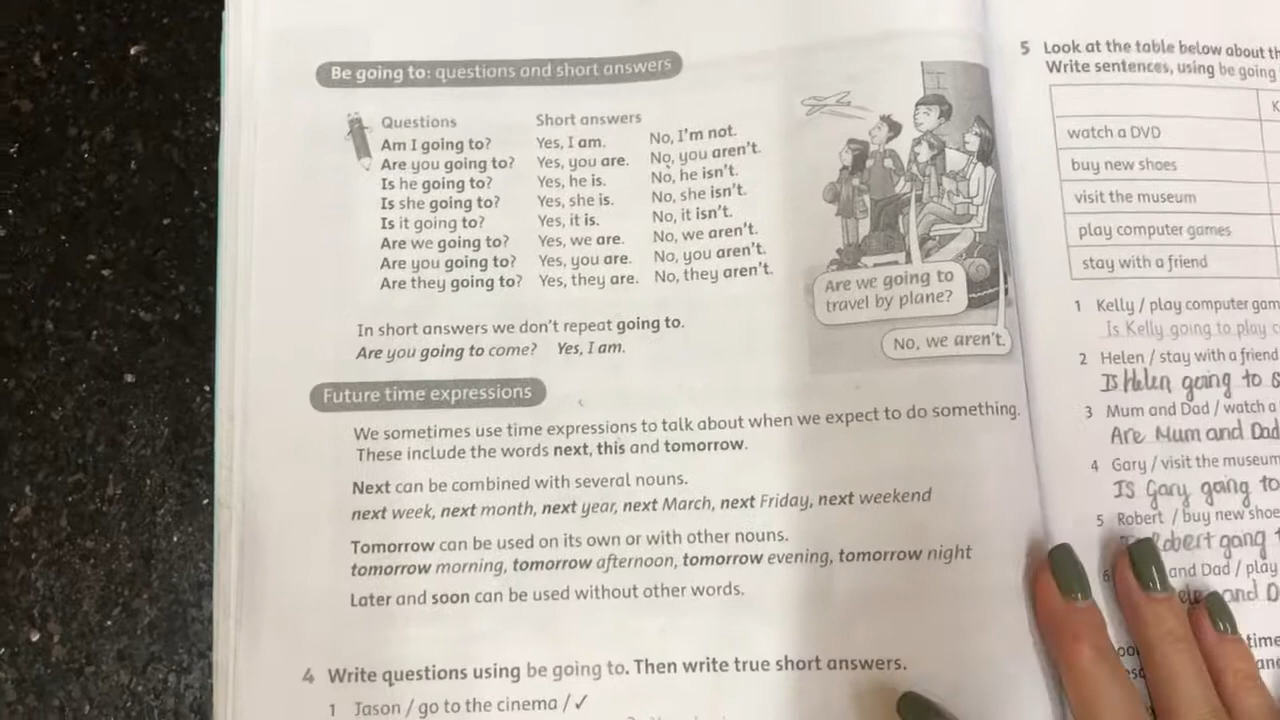 Be going to: questions and short answers
Questions Short answers
Am I going to? Yes, I am. No, I'm not.
Are you going to? Yes, you are. No, you aren't.
Is he going to? Yes, he is. No, he isn't.
Is she going to? Yes, she is. No, she isn't.
Is it going to? Yes, it is. No, it isn't.
Are we going to? Yes, we are. No, we aren't.
Are you going to? Yes, you are. No, you aren't.
Are they going to? Yes, they are. No, they aren't.
Are we going to
travel by plane?
No, we aren't.
In short answers we don't repeat going to.
Are you going to come? Yes, I am.
Future time expressions
We sometimes use time expressions to talk about when we expect to do something.
These include the words next, this and tomorrow.
Next can be combined with several nouns.
next week, next month, next year, next March, next Friday, next weekend
Tomorrow can be used on its own or with other nouns.
tomorrow morning, tomorrow afternoon, tomorrow evening, tomorrow night
Later and soon can be used without other words.
4 Write questions using be going to. Then write true short answers.
1 Jason / go to the cinema / ✓
5 Look at the table below about th
Write sentences, using be going
K
watch a DVD
buy new shoes
visit the museum
play computer games
stay with a friend
1 Kelly / play computer gam
Is Kelly going to play c
2 Helen / stay with a friend
Is Helen going to s
3 Mum and Dad / watch a
Are Mum and Dad
4 Gary / visit the museum
IS Gary going to
5 Robert / buy new shoe
Robert going t
6 and Dad / play
and D
time